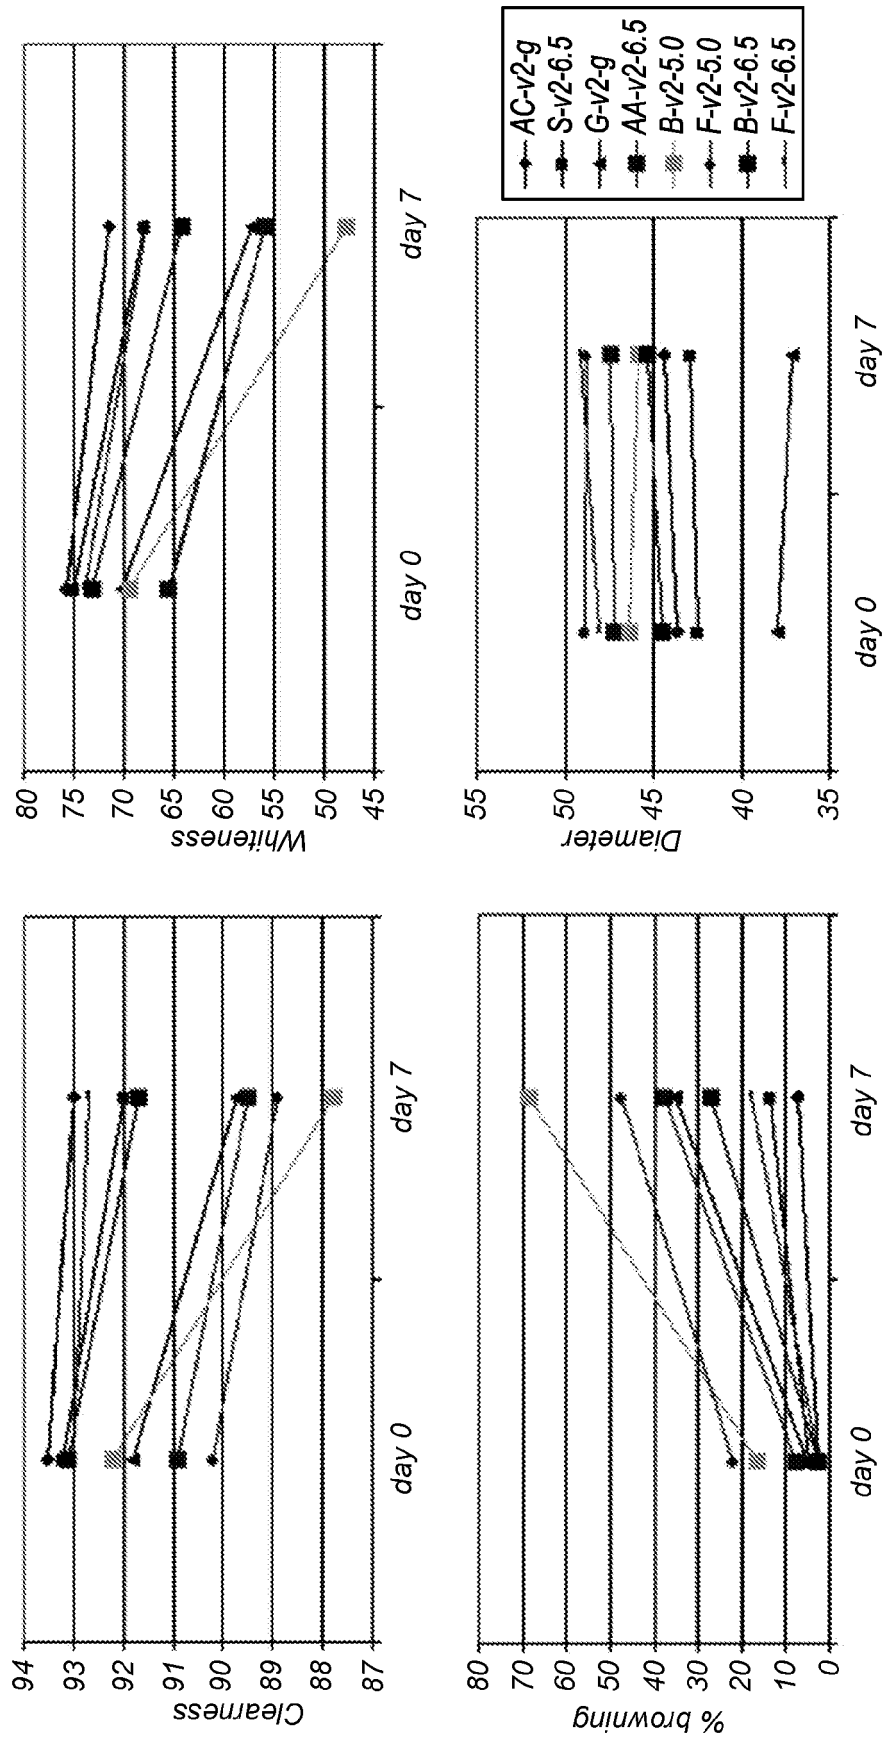 94
93
92
91
90
89
88
87
Clearness
day 0
day 7
80
75
70
65
60
55
50
45
Whiteness
day 0
day 7
80
70
60
50
40
30
20
10
0
% browning
day 0
day 7
55
50
45
40
35
Diameter
day 0
day 7
AC-v2-g
S-v2-6.5
G-v2-g
AA-v2-6.5
B-v2-5.0
F-v2-5.0
B-v2-6.5
F-v2-6.5